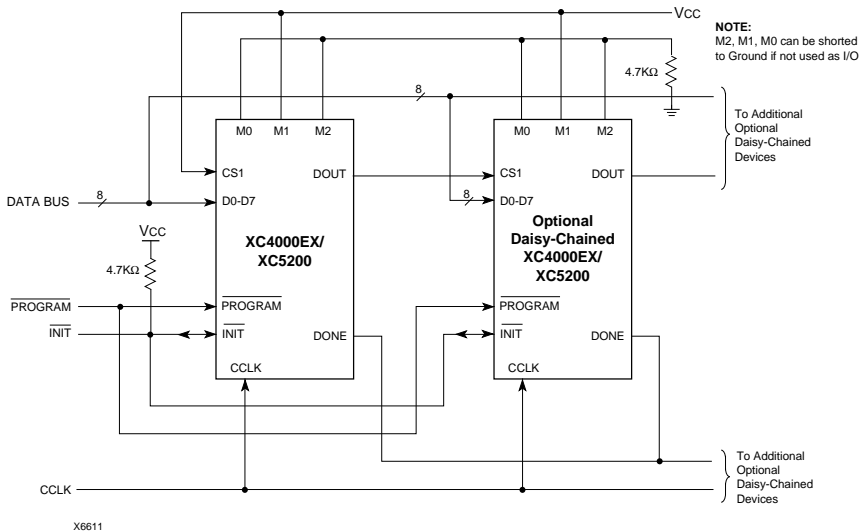 VCC
NOTE:
M2, M1, M0 can be shorted
to Ground if not used as I/O
4.7KΩ
8
8
To Additional
Optional
Daisy-Chained
Devices
M0
M1
M2
M0
M1
M2
CS1
DOUT
CS1
DOUT
DATA BUS
8
D0-D7
8
D0-D7
VCC
4.7KΩ
XC4000EX/
XC5200
Optional
Daisy-Chained
XC4000EX/
XC5200
PROGRAM
PROGRAM
PROGRAM
INIT
INIT
DONE
INIT
DONE
CCLK
CCLK
To Additional
Optional
Daisy-Chained
Devices
CCLK
X6611